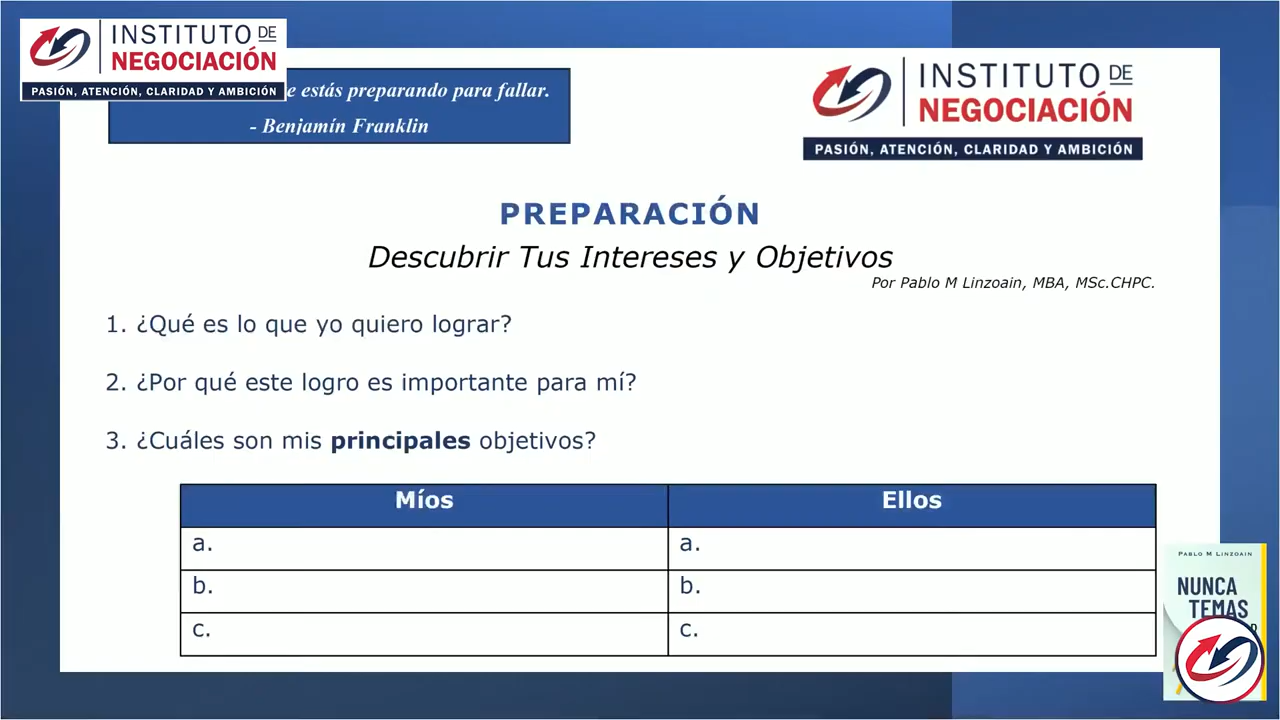 INSTITUTO DE
NEGOCIACIÓN
PASIÓN, ATENCIÓN, CLARIDAD Y AMBICIÓN
estás preparando para fallar.
- Benjamín Franklin
INSTITUTO DE
NEGOCIACIÓN
PASIÓN, ATENCIÓN, CLARIDAD Y AMBICIÓN
PREPARACIÓN
Descubrir Tus Intereses y Objetivos
Por Pablo M Linzoain, MBA, MSc.CHPC.
1. ¿Qué es lo que yo quiero lograr?
2. ¿Por qué este logro es importante para mí?
3. ¿Cuáles son mis principales objetivos?
Míos Ellos
a. a.
b. b.
c. c.
PABLO M LINZOAIN
NUNCA
TEMAS